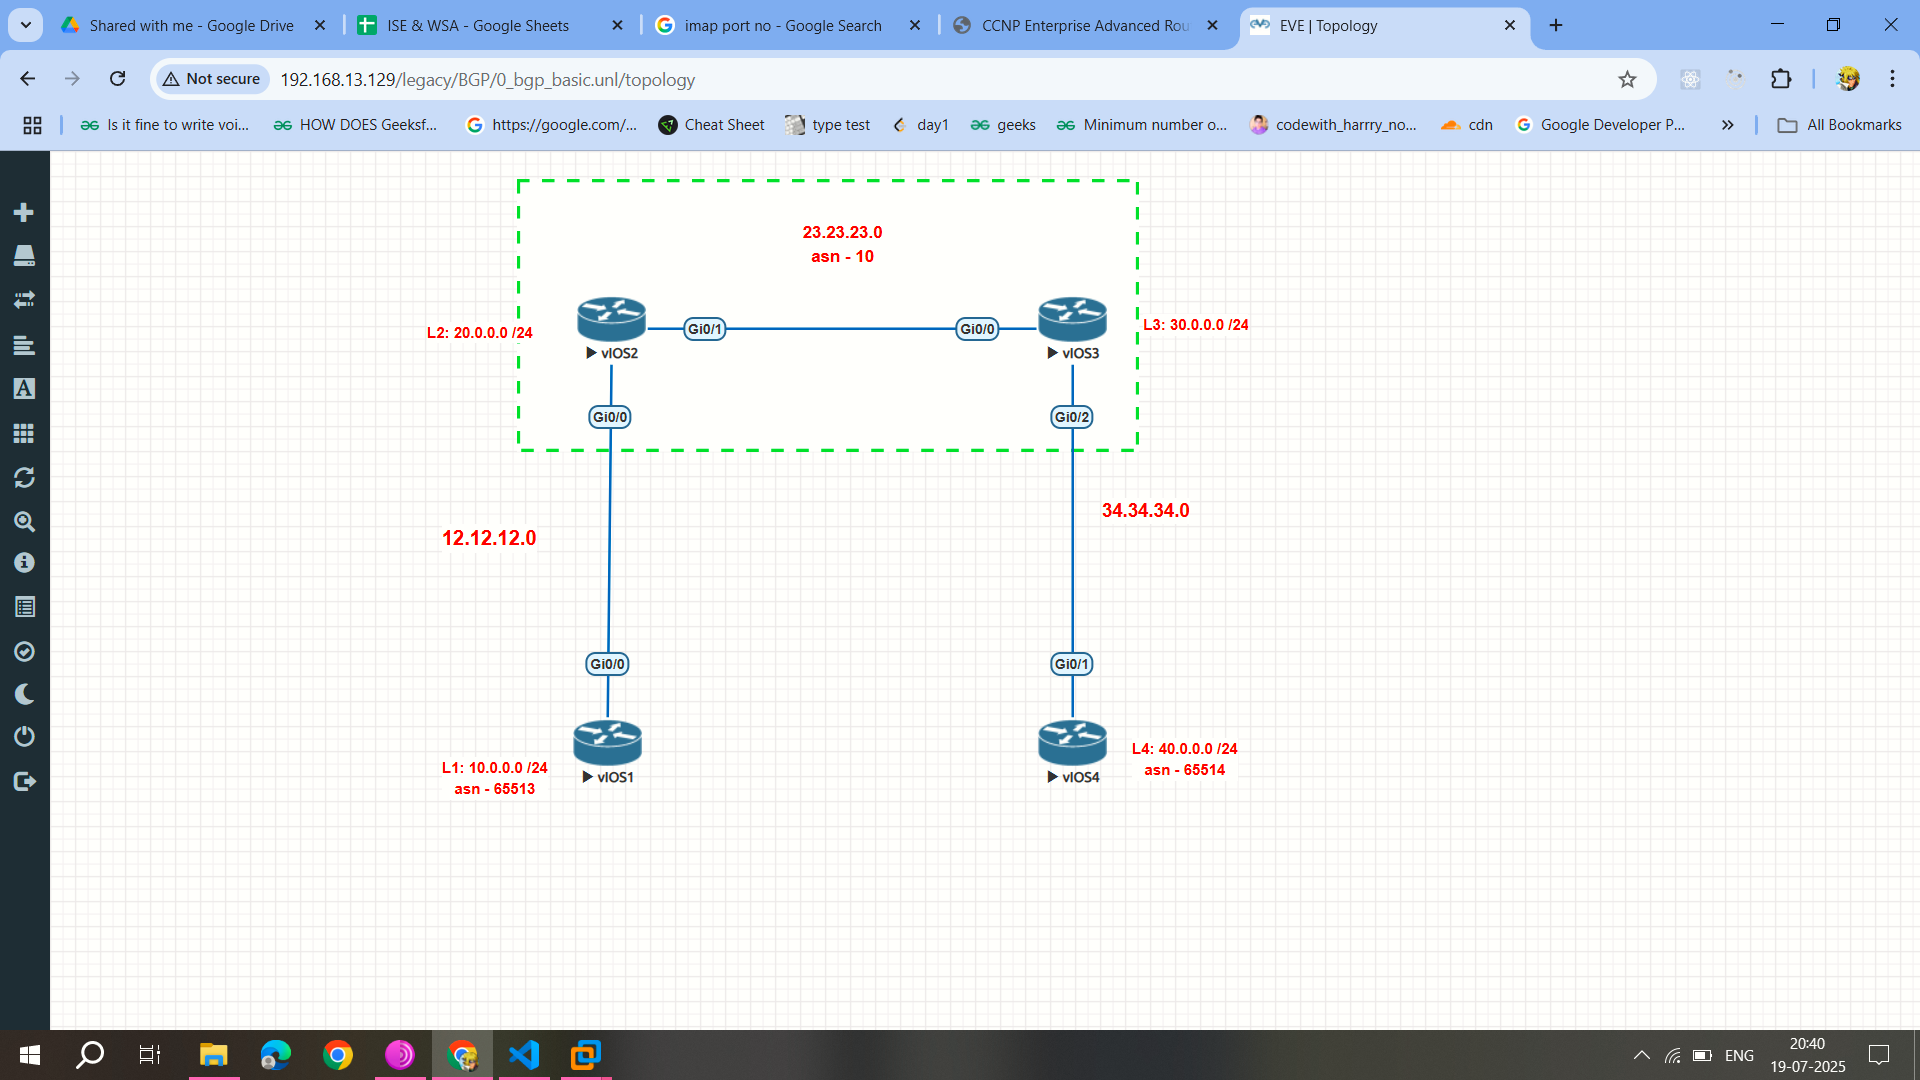 Shared with me - Google Drive
ISE & WSA - Google Sheets
imap port no - Google Search
CCNP Enterprise Advanced Rou
EVE | Topology
Not secure
192.168.13.129/legacy/BGP/0_bgp_basic.unl/topology
Is it fine to write voi...
HOW DOES Geeksf...
https://google.com/...
Cheat Sheet
type test
day1
geeks
Minimum number o...
codewith_harrry_no...
cdn
Google Developer P...
All Bookmarks
23.23.23.0
asn - 10
L2: 20.0.0.0 /24
Gi0/1
Gi0/0
L3: 30.0.0.0 /24
vIOS2
vIOS3
Gi0/0
Gi0/2
12.12.12.0
34.34.34.0
Gi0/0
Gi0/1
L1: 10.0.0.0 /24
asn - 65513
vIOS1
vIOS4
L4: 40.0.0.0 /24
asn - 65514
ENG
20:40
19-07-2025